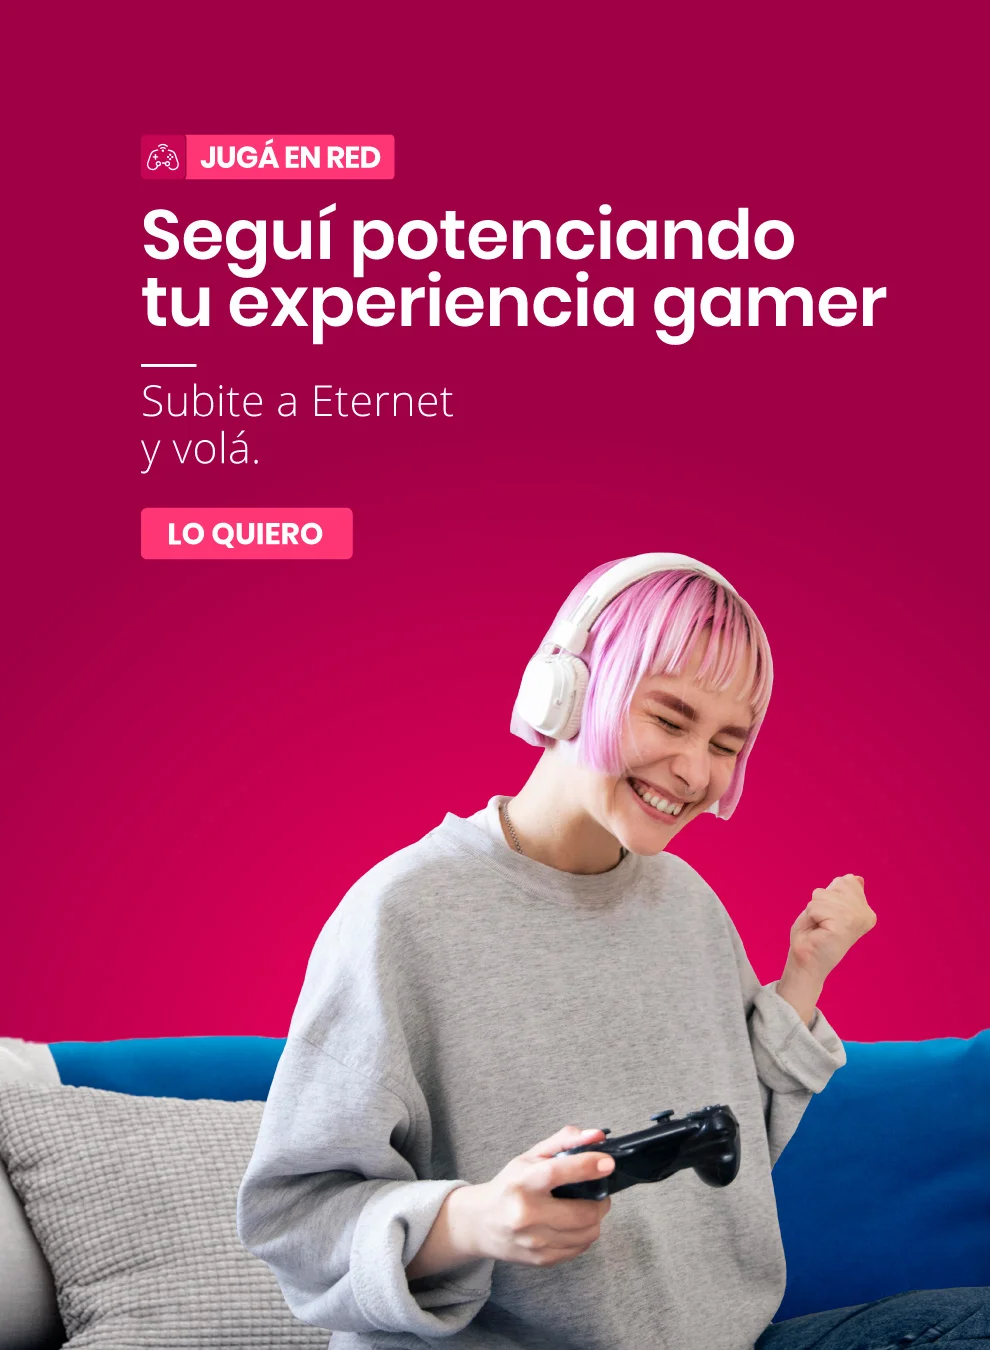 JUGÁ EN RED
Seguí potenciando
tu experiencia gamer
Subite a Eternet
y volá.
LO QUIERO